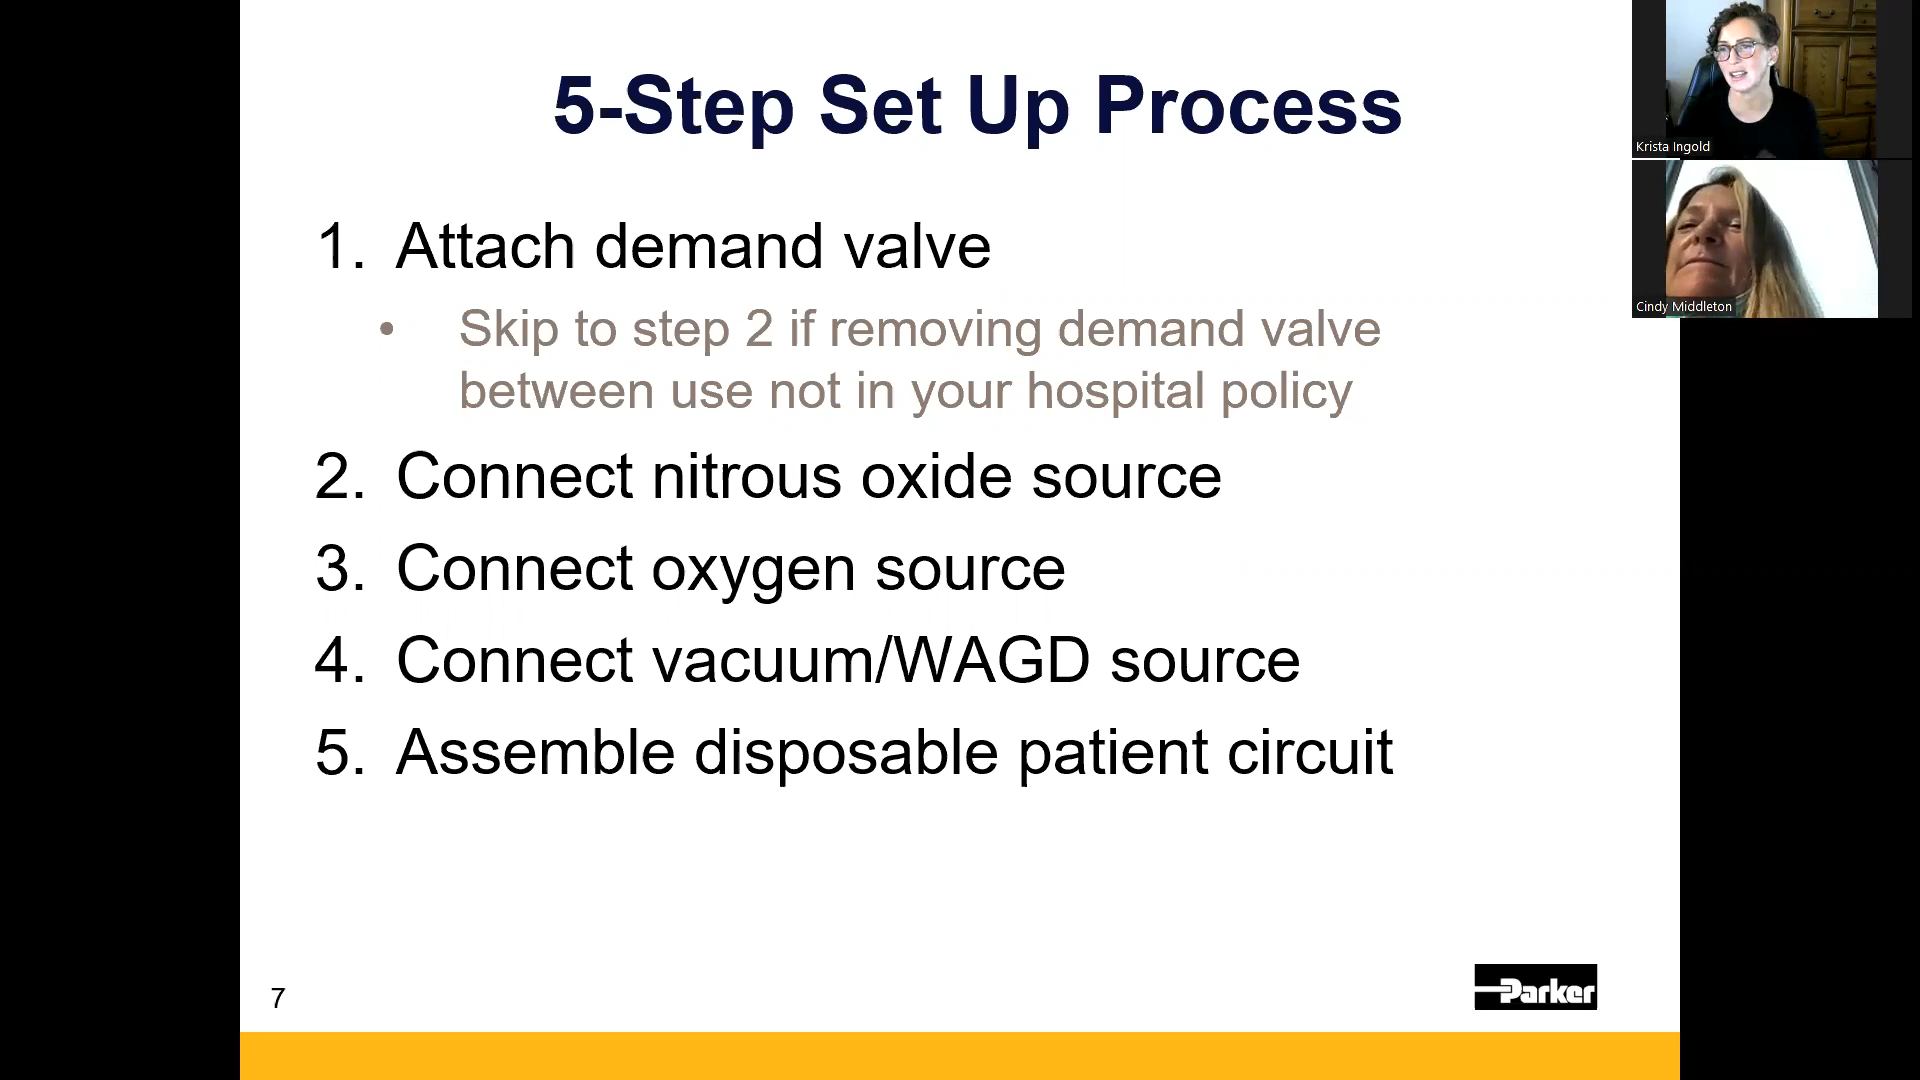 5-Step Set Up Process
1. Attach demand valve
• Skip to step 2 if removing demand valve
between use not in your hospital policy
2. Connect nitrous oxide source
3. Connect oxygen source
4. Connect vacuum/WAGD source
5. Assemble disposable patient circuit
7
Parker
Krista Ingold
Cindy Middleton